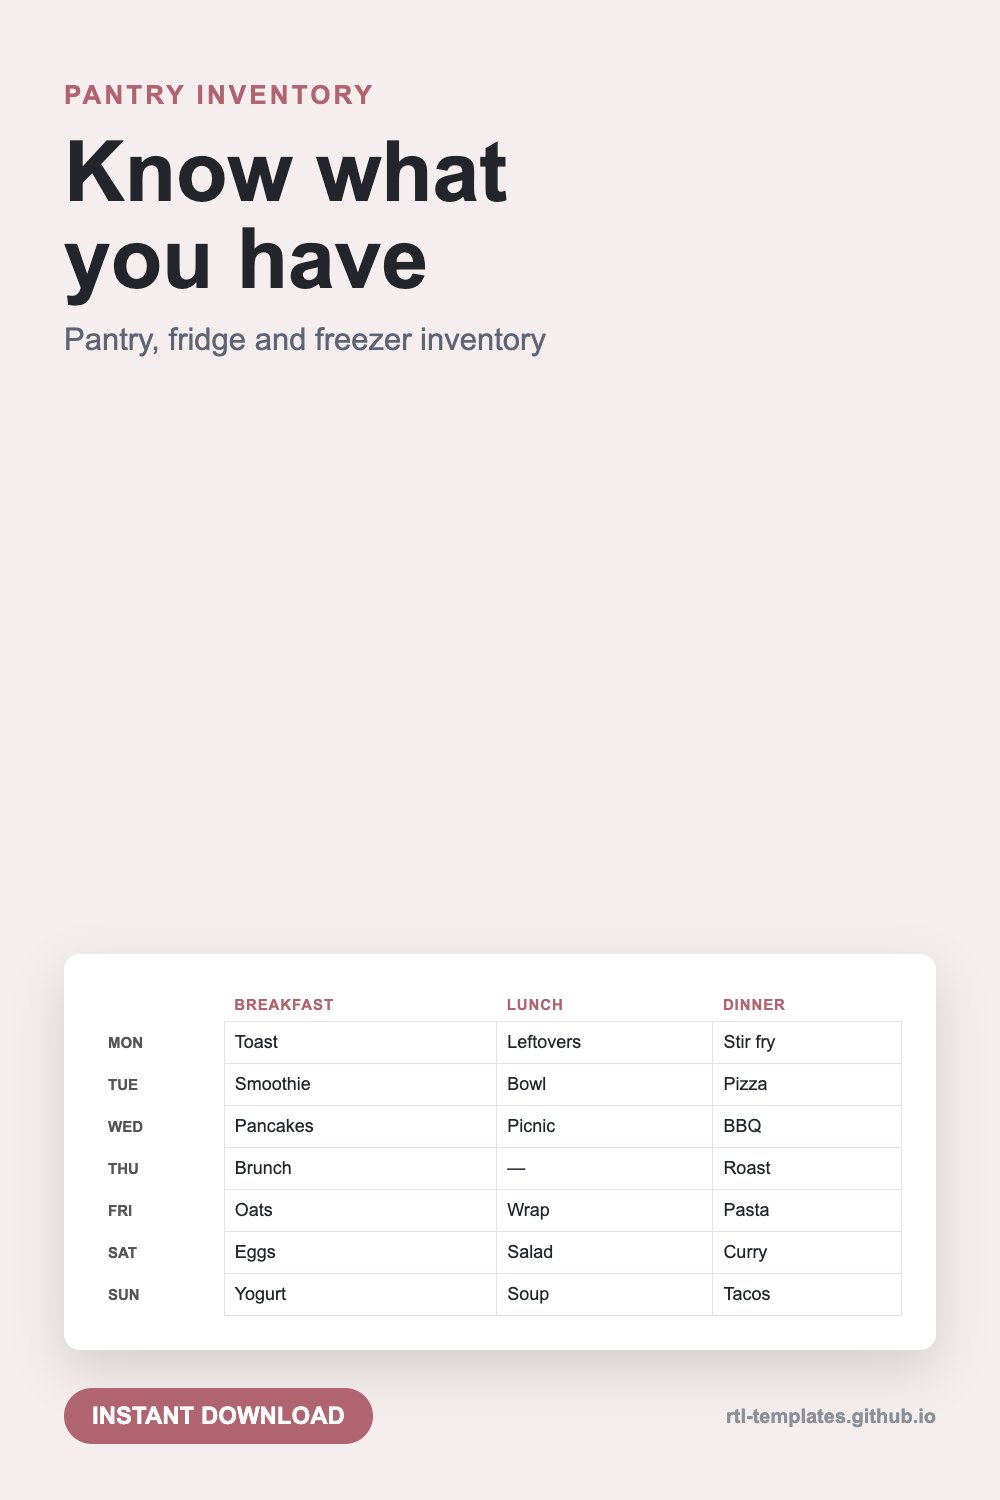 PANTRY INVENTORY
Know what
you have
Pantry, fridge and freezer inventory
BREAKFAST LUNCH DINNER
MON Toast Leftovers Stir fry
TUE Smoothie Bowl Pizza
WED Pancakes Picnic BBQ
THU Brunch — Roast
FRI Oats Wrap Pasta
SAT Eggs Salad Curry
SUN Yogurt Soup Tacos
INSTANT DOWNLOAD rtl-templates.github.io